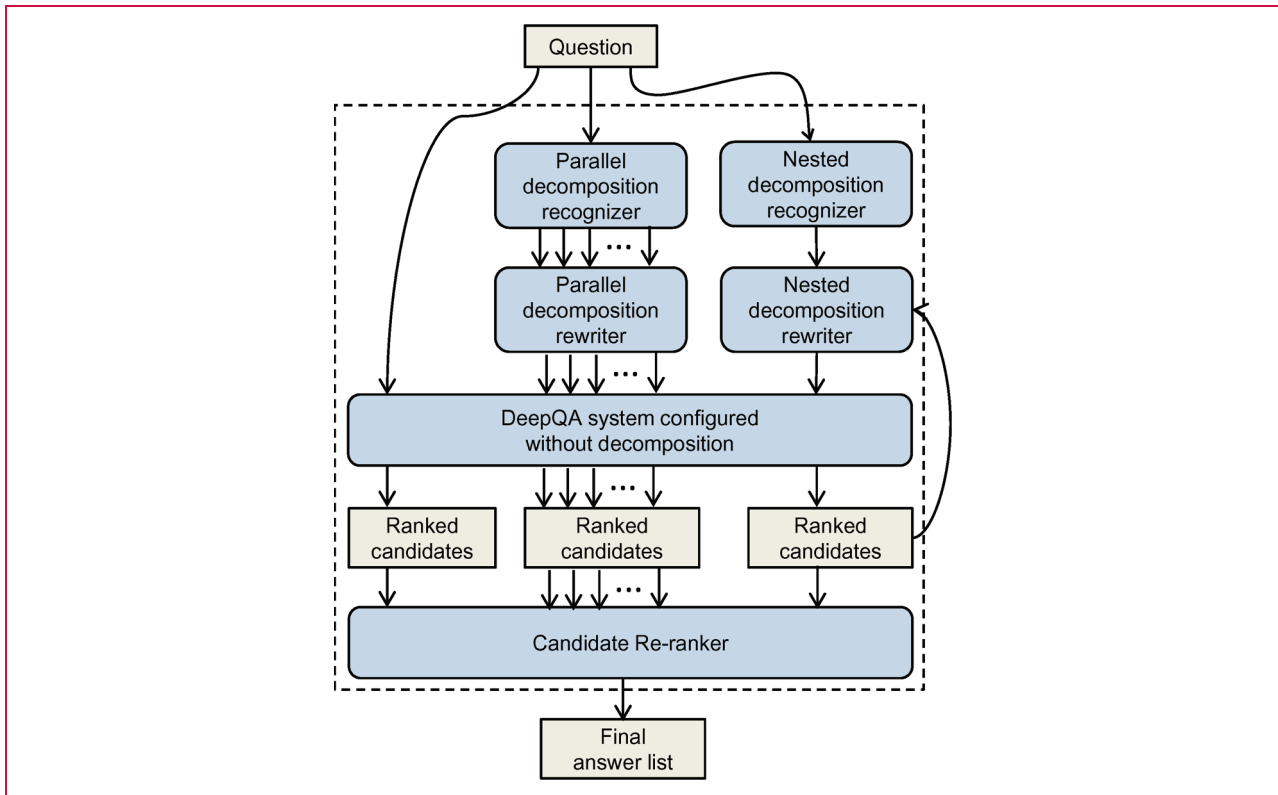 Question
Parallel
decomposition
recognizer
Nested
decomposition
recognizer
...
Parallel
decomposition
rewriter
Nested
decomposition
rewriter
...
DeepQA system configured
without decomposition
...
Ranked
candidates
Ranked
candidates
Ranked
candidates
...
Candidate Re-ranker
Final
answer list